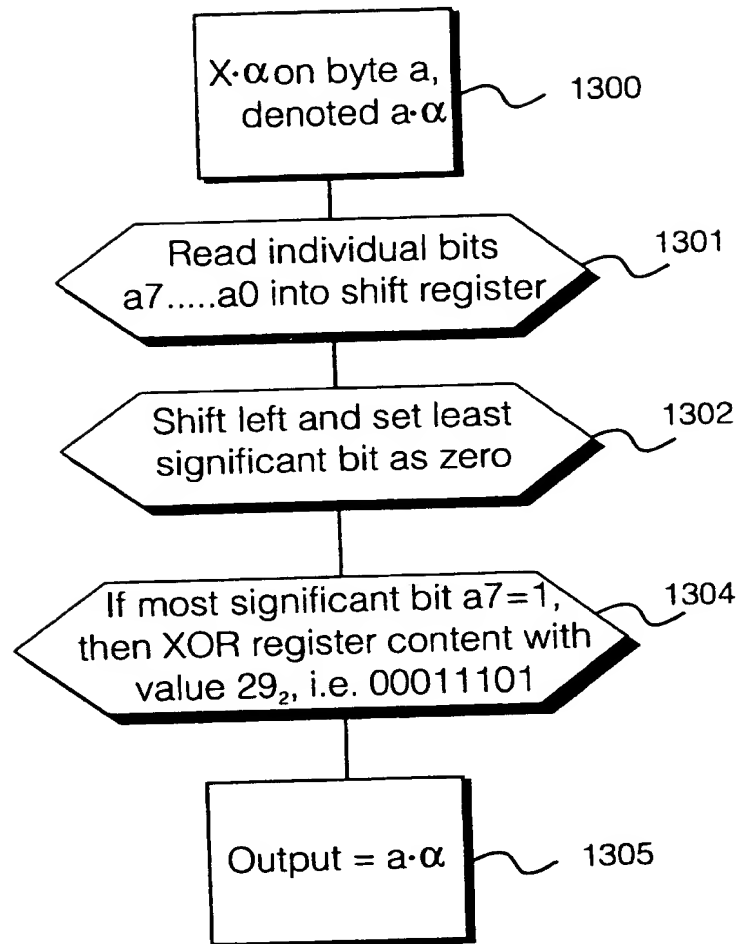 X·α on byte a,
denoted a·α
1300
Read individual bits
a7.....a0 into shift register
1301
Shift left and set least
significant bit as zero
1302
If most significant bit a7=1,
then XOR register content with
value 29₂, i.e. 00011101
1304
Output = a·α
1305